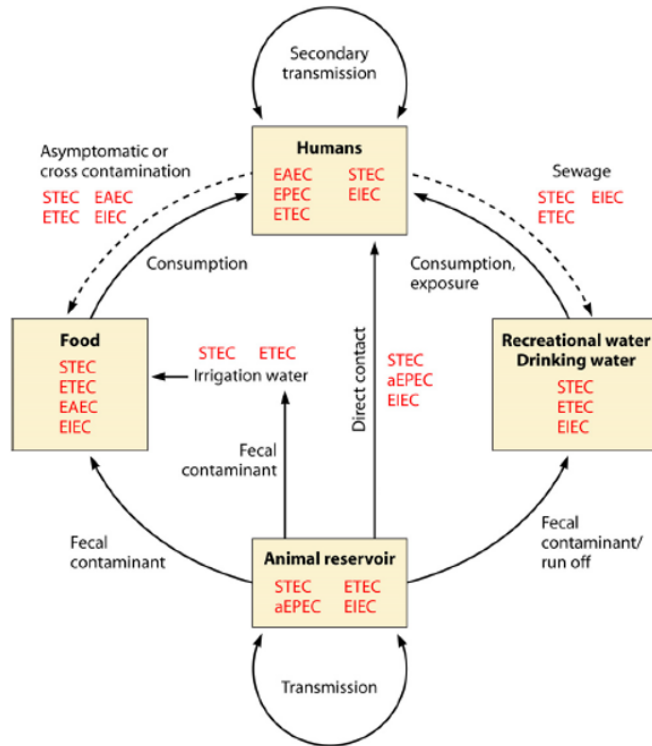 Secondary
transmission
Humans
EAEC STEC
EPEC EIEC
ETEC
Asymptomatic or
cross contamination
STEC EAEC
ETEC EIEC
Sewage
STEC EIEC
ETEC
Consumption
Consumption,
exposure
Food
STEC
ETEC
EAEC
EIEC
STEC ETEC
Irrigation water
Direct contact
STEC
aEPEC
EIEC
Recreational water
Drinking water
STEC
ETEC
EIEC
Fecal
contaminant
Fecal
contaminant
Fecal
contaminant/
run off
Animal reservoir
STEC ETEC
aEPEC EIEC
Transmission